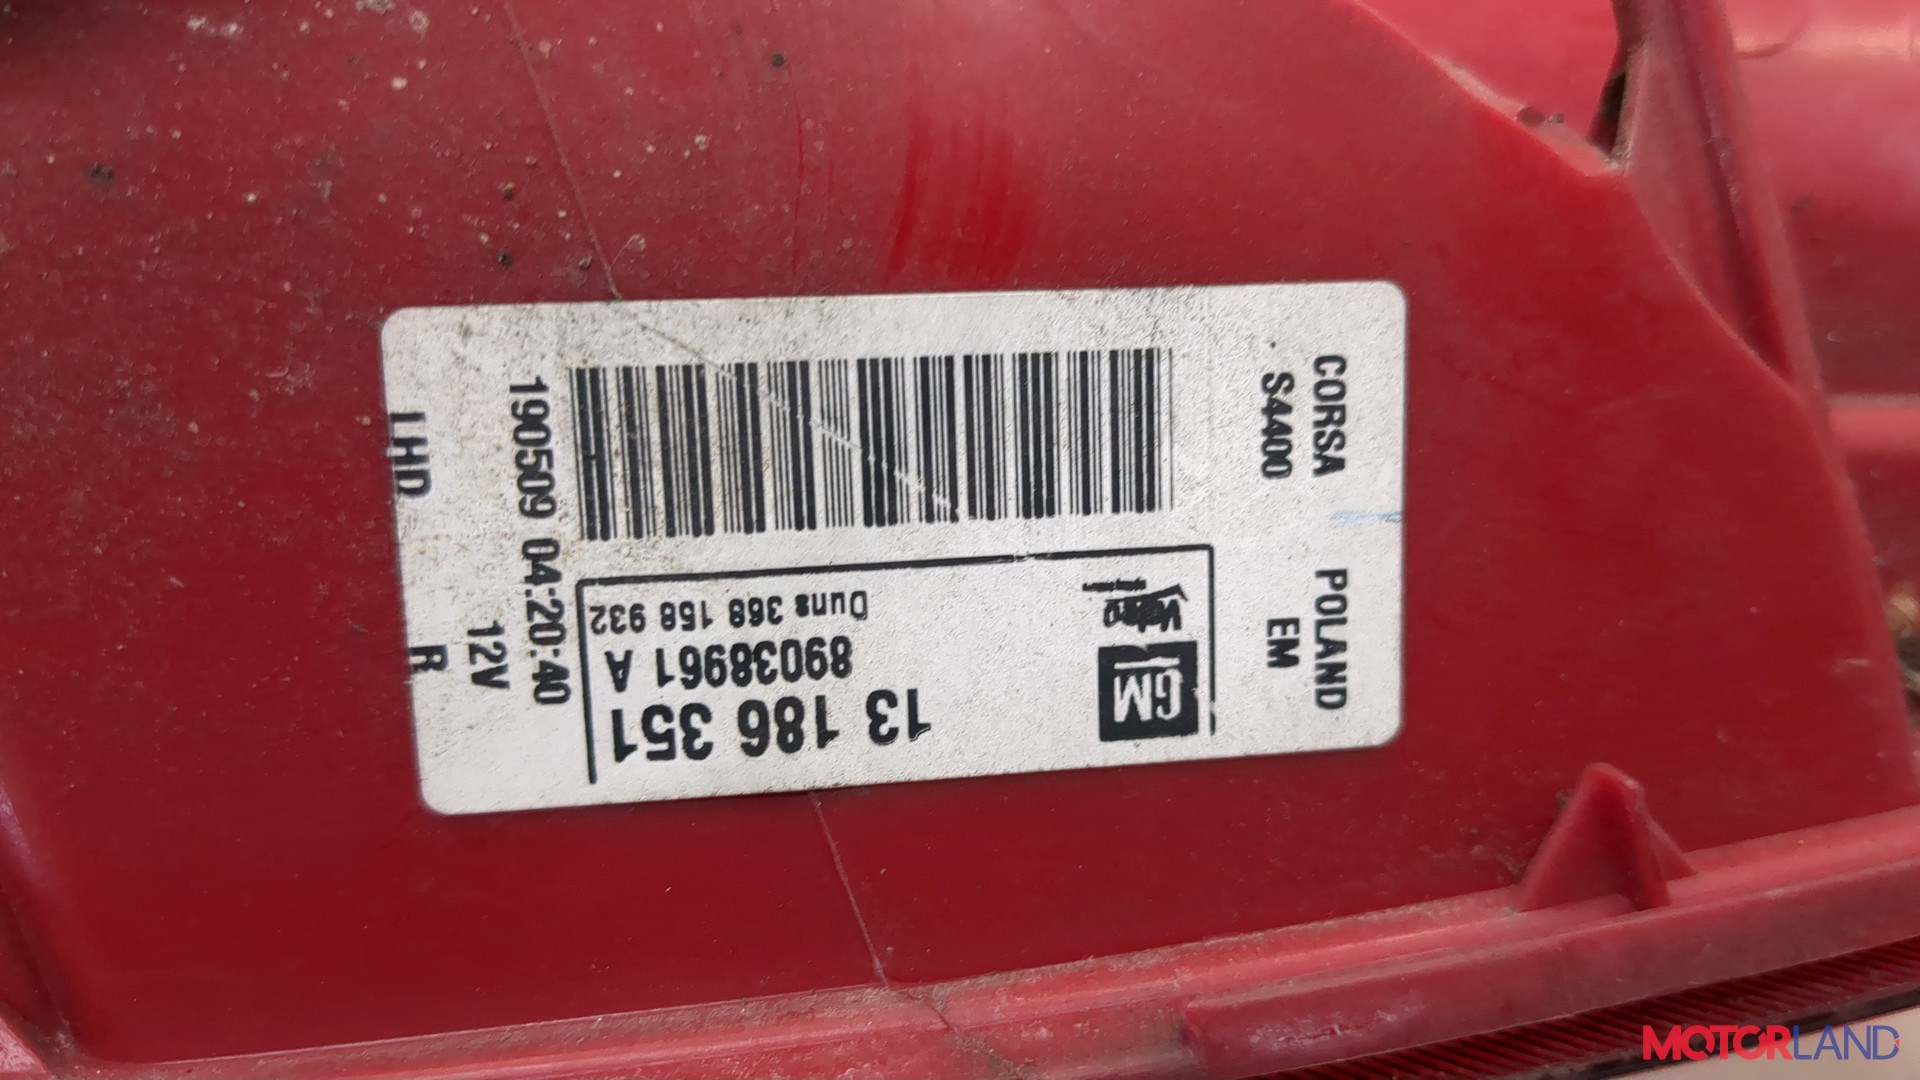 CORSA POLAND
S4400 EM
GM
13 186 351
89038961 A
Duns 368 158 932
190509 04:20:40
12V
LHD R
MOTORLAND